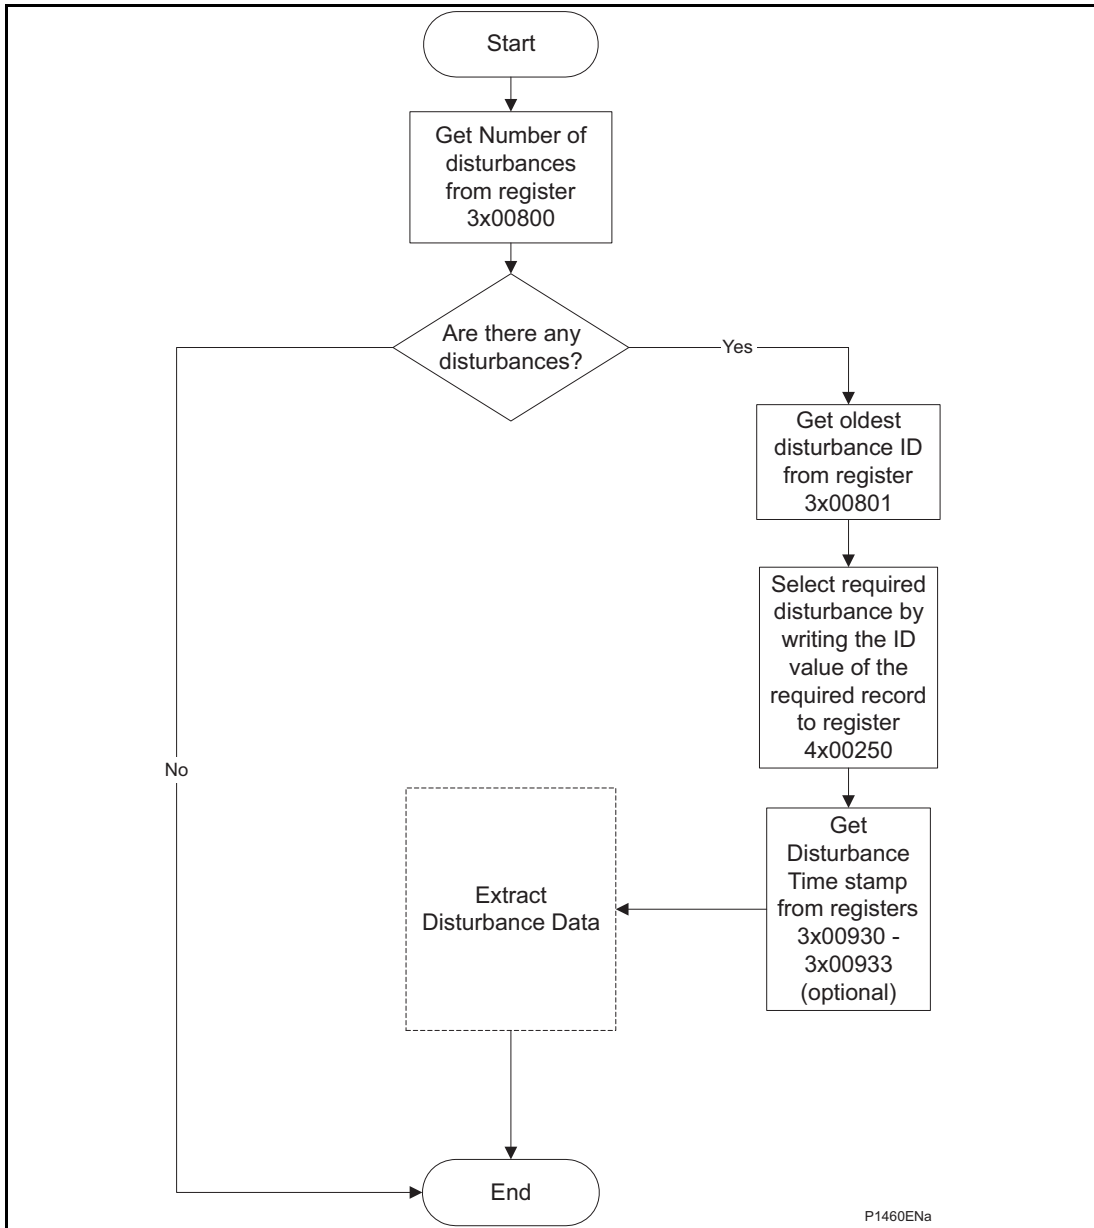 Start
Get Number of
disturbances
from register
3x00800
Are there any
disturbances?
Yes
Get oldest
disturbance ID
from register
3x00801
Select required
disturbance by
writing the ID
value of the
required record
to register
4x00250
No
Get
Disturbance
Time stamp
from registers
3x00930 -
3x00933
(optional)
Extract
Disturbance Data
End
P1460ENa